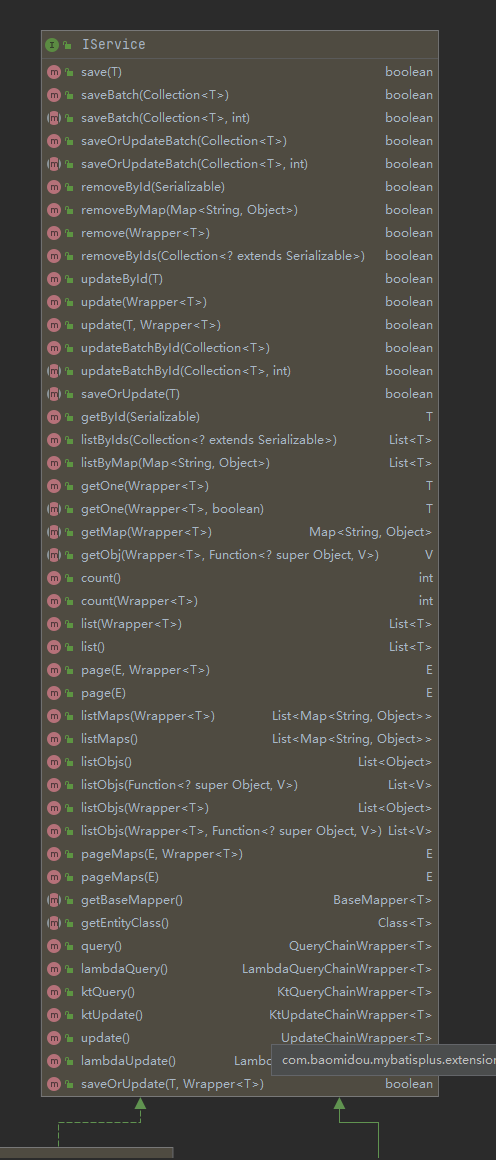 IService
save(T) boolean
saveBatch(Collection<T>) boolean
saveBatch(Collection<T>, int) boolean
saveOrUpdateBatch(Collection<T>) boolean
saveOrUpdateBatch(Collection<T>, int) boolean
removeById(Serializable) boolean
removeByMap(Map<String, Object>) boolean
remove(Wrapper<T>) boolean
removeByIds(Collection<? extends Serializable>) boolean
updateById(T) boolean
update(Wrapper<T>) boolean
update(T, Wrapper<T>) boolean
updateBatchById(Collection<T>) boolean
updateBatchById(Collection<T>, int) boolean
saveOrUpdate(T) boolean
getById(Serializable) T
listByIds(Collection<? extends Serializable>) List<T>
listByMap(Map<String, Object>) List<T>
getOne(Wrapper<T>) T
getOne(Wrapper<T>, boolean) T
getMap(Wrapper<T>) Map<String, Object>
getObj(Wrapper<T>, Function<? super Object, V>) V
count() int
count(Wrapper<T>) int
list(Wrapper<T>) List<T>
list() List<T>
page(E, Wrapper<T>) E
page(E) E
listMaps(Wrapper<T>) List<Map<String, Object>>
listMaps() List<Map<String, Object>>
listObjs() List<Object>
listObjs(Function<? super Object, V>) List<V>
listObjs(Wrapper<T>) List<Object>
listObjs(Wrapper<T>, Function<? super Object, V>) List<V>
pageMaps(E, Wrapper<T>) E
pageMaps(E) E
getBaseMapper() BaseMapper<T>
getEntityClass() Class<T>
query() QueryChainWrapper<T>
lambdaQuery() LambdaQueryChainWrapper<T>
ktQuery() KtQueryChainWrapper<T>
ktUpdate() KtUpdateChainWrapper<T>
update() UpdateChainWrapper<T>
lambdaUpdate() Lambd com.baomidou.mybatisplus.extension
saveOrUpdate(T, Wrapper<T>) boolean